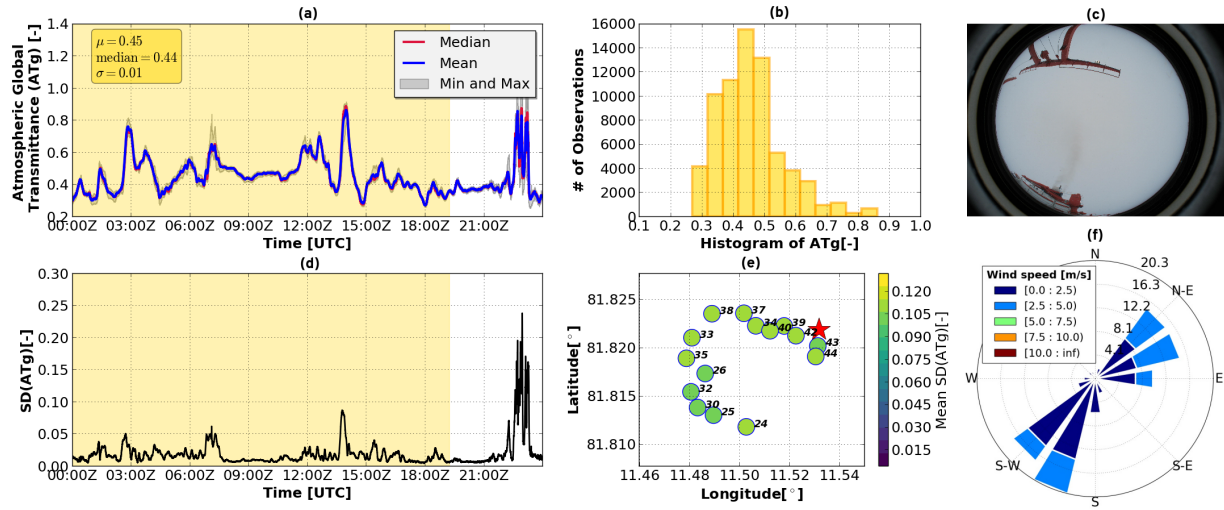 (a)
Atmospheric Global
Transmittance (ATg)
1.4
1.2
1.0
0.8
0.6
0.4
0.2
μ = 0.45
median = 0.44
σ = 0.01
Median
Mean
Min and Max
00:00Z 03:00Z 06:00Z 09:00Z 12:00Z 15:00Z 18:00Z 21:00Z
Time [UTC]
(b)
# of Observations
16000
14000
12000
10000
8000
6000
4000
2000
0
0.1 0.2 0.3 0.4 0.5 0.6 0.7 0.8 0.9 1.0
Histogram of ATg[-]
(c)
(d)
SD(ATg)[-]
0.30
0.25
0.20
0.15
0.10
0.05
0.00
00:00Z 03:00Z 06:00Z 09:00Z 12:00Z 15:00Z 18:00Z 21:00Z
Time [UTC]
(e)
Latitude[°]
81.825
81.820
81.815
81.810
38
37
34
39
40
42
33
43
44
35
26
32
30
25
24
11.46 11.48 11.50 11.52 11.54
Longitude[°]
0.120
0.105
0.090
0.075
0.060
0.045
0.030
0.015
Mean SD(ATg)[-]
(f)
Wind speed [m/s]
[0.0 : 2.5)
[2.5 : 5.0)
[5.0 : 7.5)
[7.5 : 10.0)
[10.0 : inf)
N
N-E
E
S-E
S
S-W
W
20.3
16.3
12.2
8.1